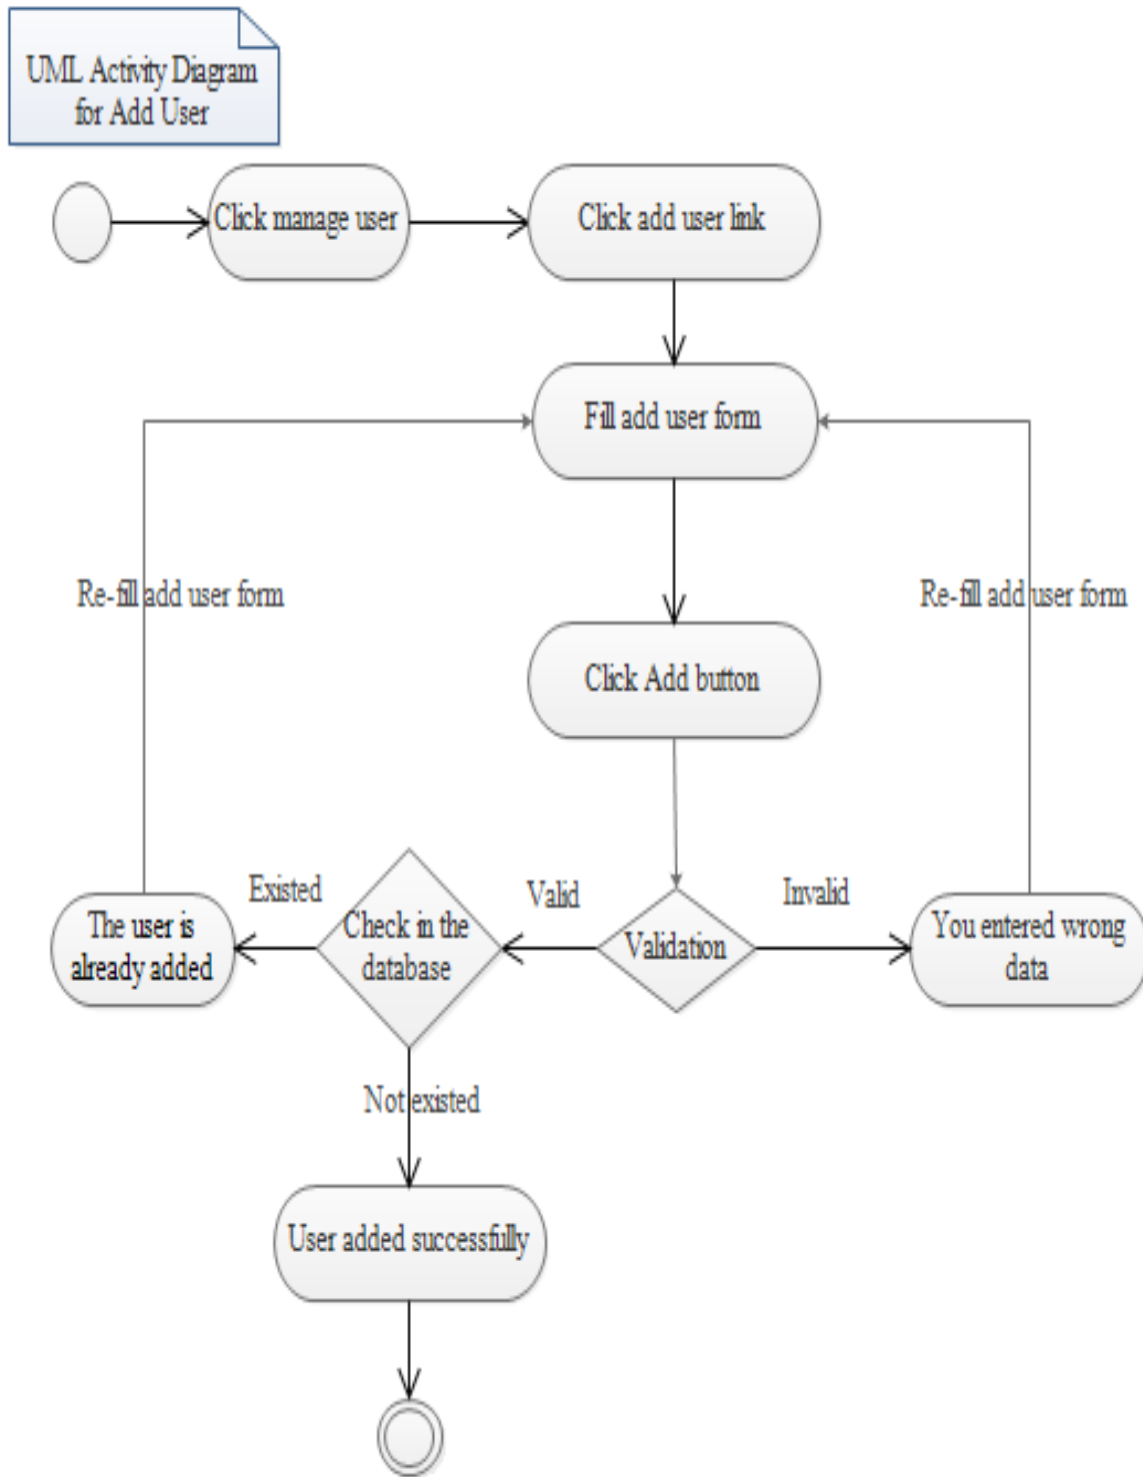 UML Activity Diagram
for Add User
Click manage user
Click add user link
Fill add user form
Re-fill add user form
Re-fill add user form
Click Add button
Existed
Check in the
database
Valid
Validation
Invalid
The user is
already added
You entered wrong
data
Not existed
User added successfully